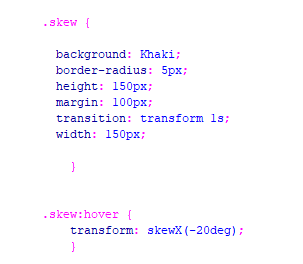 .skew {
background: Khaki;
border-radius: 5px;
height: 150px;
margin: 100px;
transition: transform 1s;
width: 150px;
}
.skew:hover {
transform: skewX(-20deg);
}